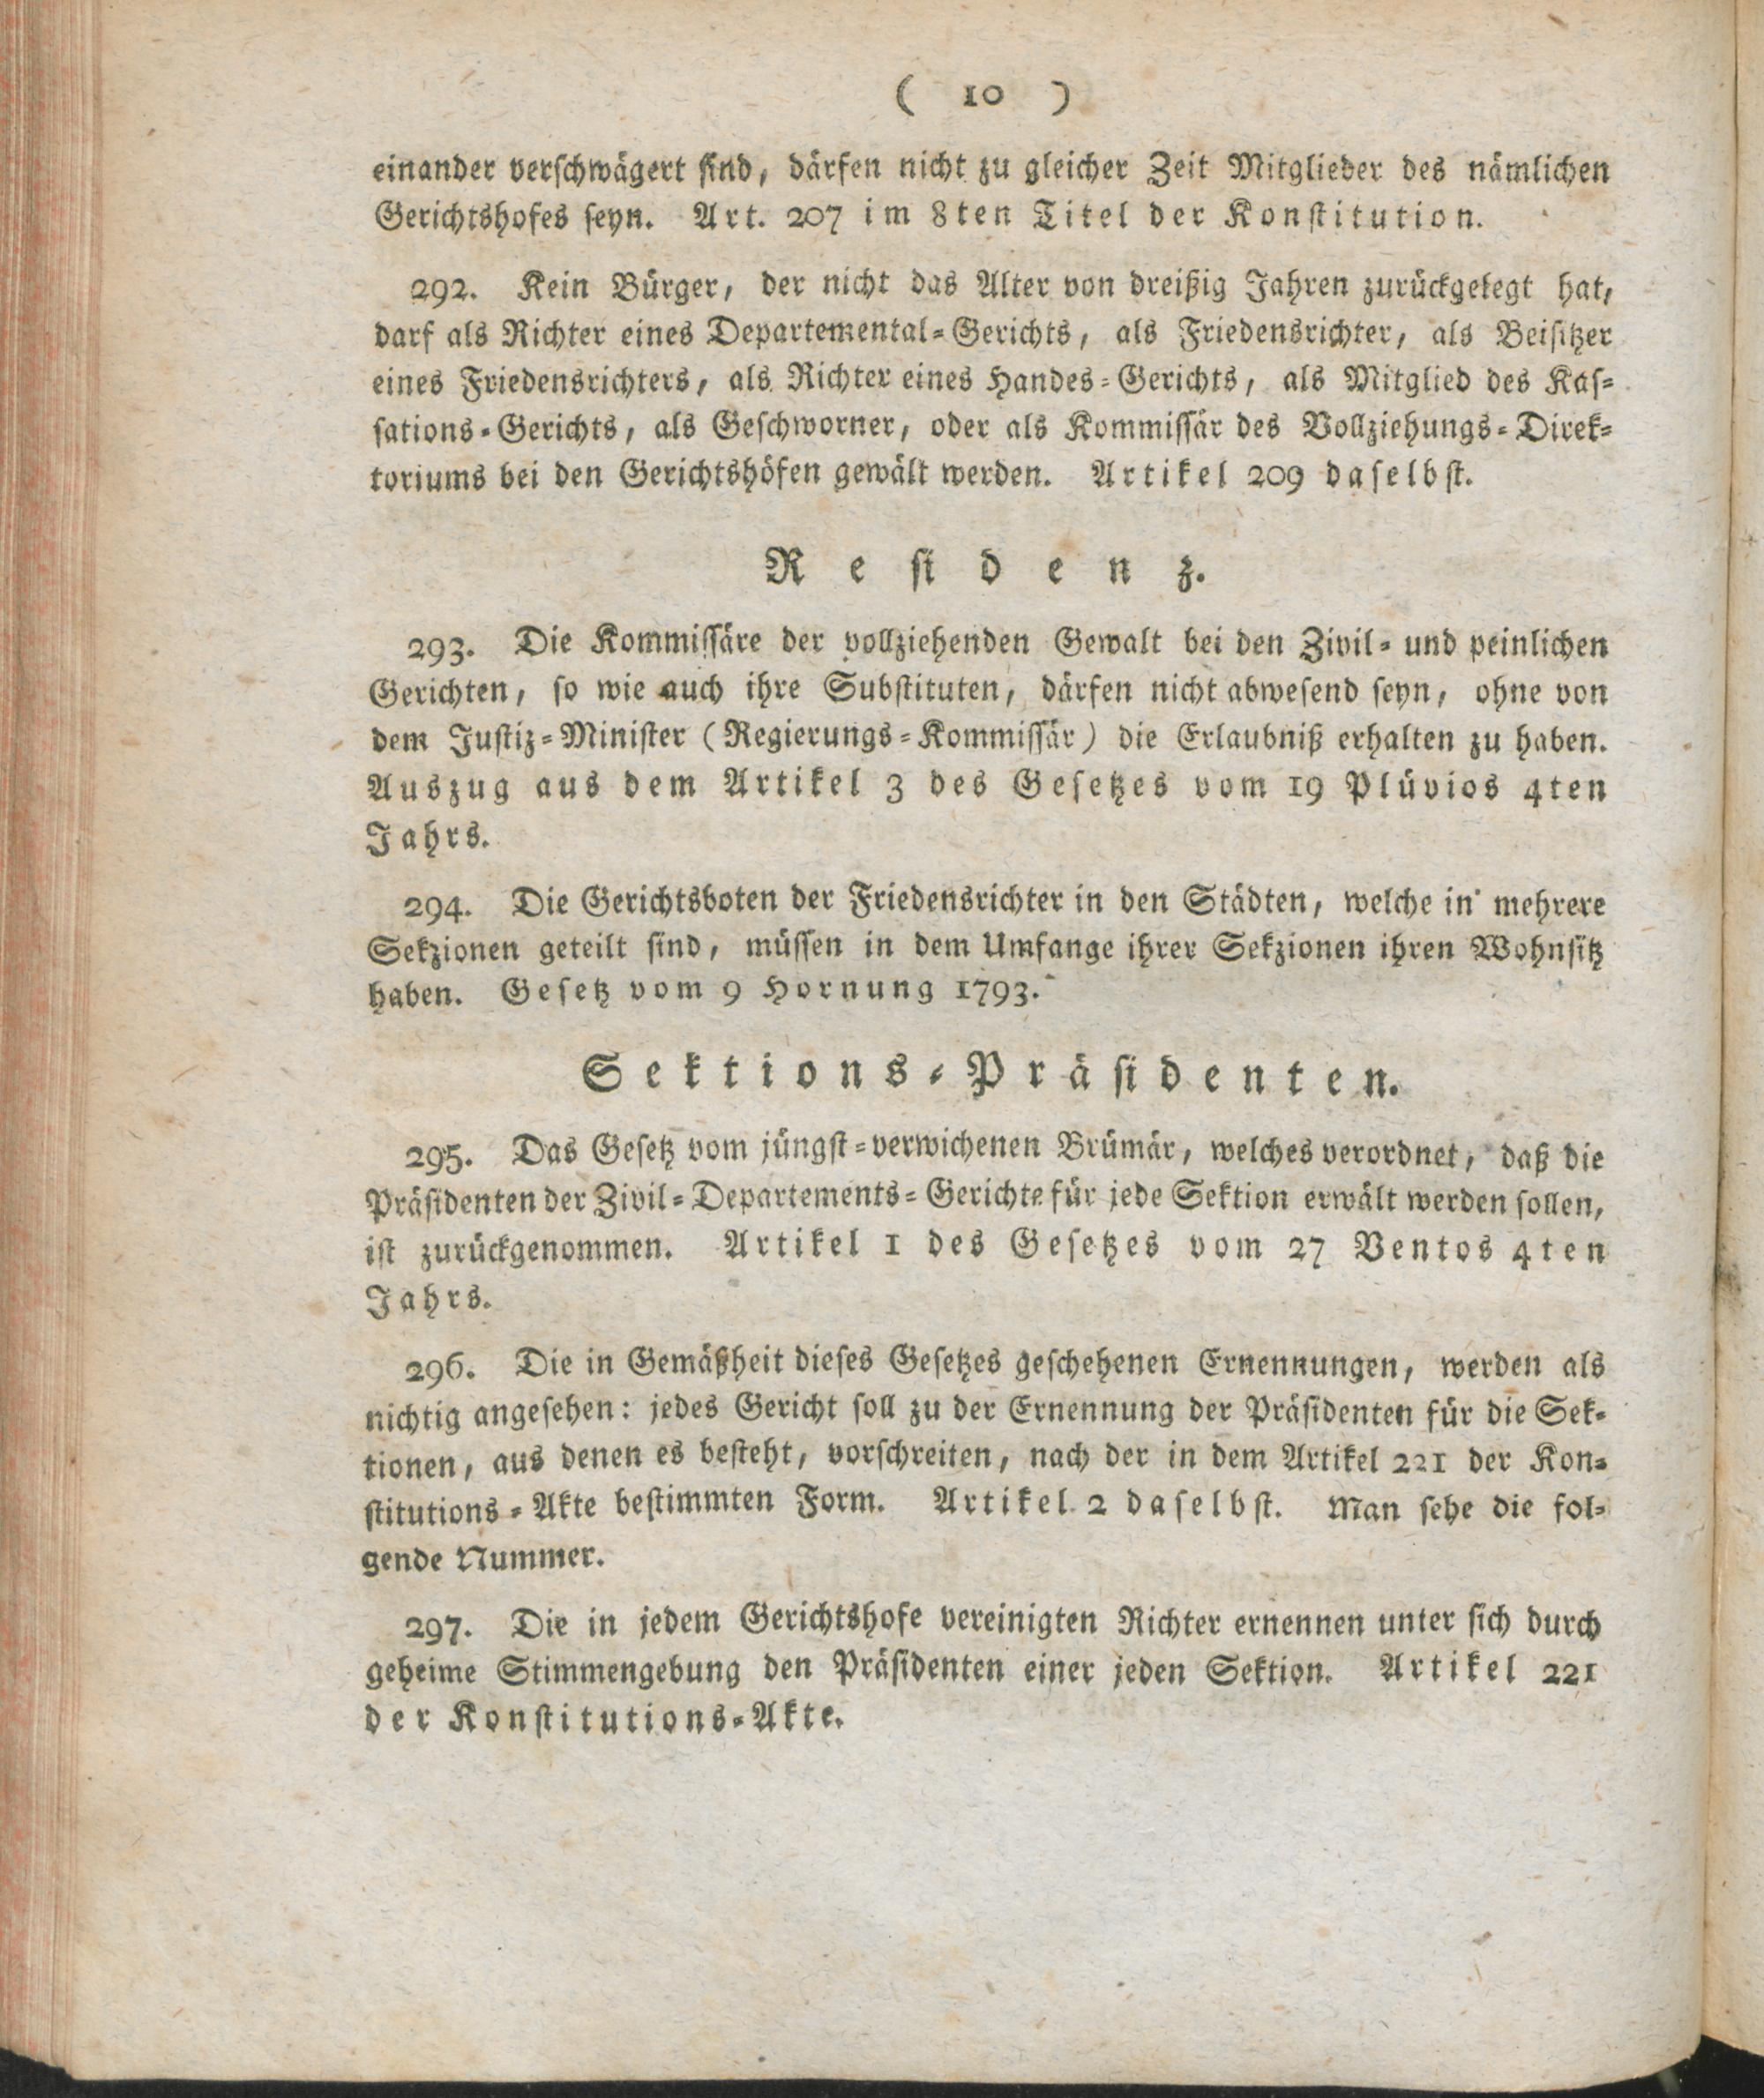 ( 10 )
einander verschwägert sind, därfen nicht zu gleicher Zeit Mitglieder des nämlichen
Gerichtshofes seyn. Art. 207 im 8ten Titel der Konstitution.
292. Kein Bürger, der nicht das Alter von dreißig Jahren zurückgelegt hat,
darf als Richter eines Departemental-Gerichts, als Friedensrichter, als Beisitzer
eines Friedensrichters, als Richter eines Handes-Gerichts, als Mitglied des Kas-
sations-Gerichts, als Geschworner, oder als Kommissär des Vollziehungs-Direk-
toriums bei den Gerichtshöfen gewält werden. Artikel 209 daselbst.
Residenz.
293. Die Kommissäre der vollziehenden Gewalt bei den Zivil- und peinlichen
Gerichten, so wie auch ihre Substituten, därfen nicht abwesend seyn, ohne von
dem Justiz-Minister (Regierungs-Kommissär) die Erlaubniß erhalten zu haben.
Auszug aus dem Artikel 3 des Gesetzes vom 19 Plüvios 4ten
Jahrs.
294. Die Gerichtsboten der Friedensrichter in den Städten, welche in mehrere
Sekzionen geteilt sind, müssen in dem Umfange ihrer Sekzionen ihren Wohnsitz
haben. Gesetz vom 9 Hornung 1793.
Sektions-Präsidenten.
295. Das Gesetz vom jüngst-verwichenen Brümär, welches verordnet, daß die
Präsidenten der Zivil-Departements-Gerichte für jede Sektion erwält werden sollen,
ist zurückgenommen. Artikel 1 des Gesetzes vom 27 Ventos 4ten
Jahrs.
296. Die in Gemäßheit dieses Gesetzes geschehenen Ernennungen, werden als
nichtig angesehen: jedes Gericht soll zu der Ernennung der Präsidenten für die Sek-
tionen, aus denen es besteht, vorschreiten, nach der in dem Artikel 221 der Kon-
stitutions-Akte bestimmten Form. Artikel 2 daselbst. Man sehe die fol-
gende Nummer.
297. Die in jedem Gerichtshofe vereinigten Richter ernennen unter sich durch
geheime Stimmengebung den Präsidenten einer jeden Sektion. Artikel 221
der Konstitutions-Akte.